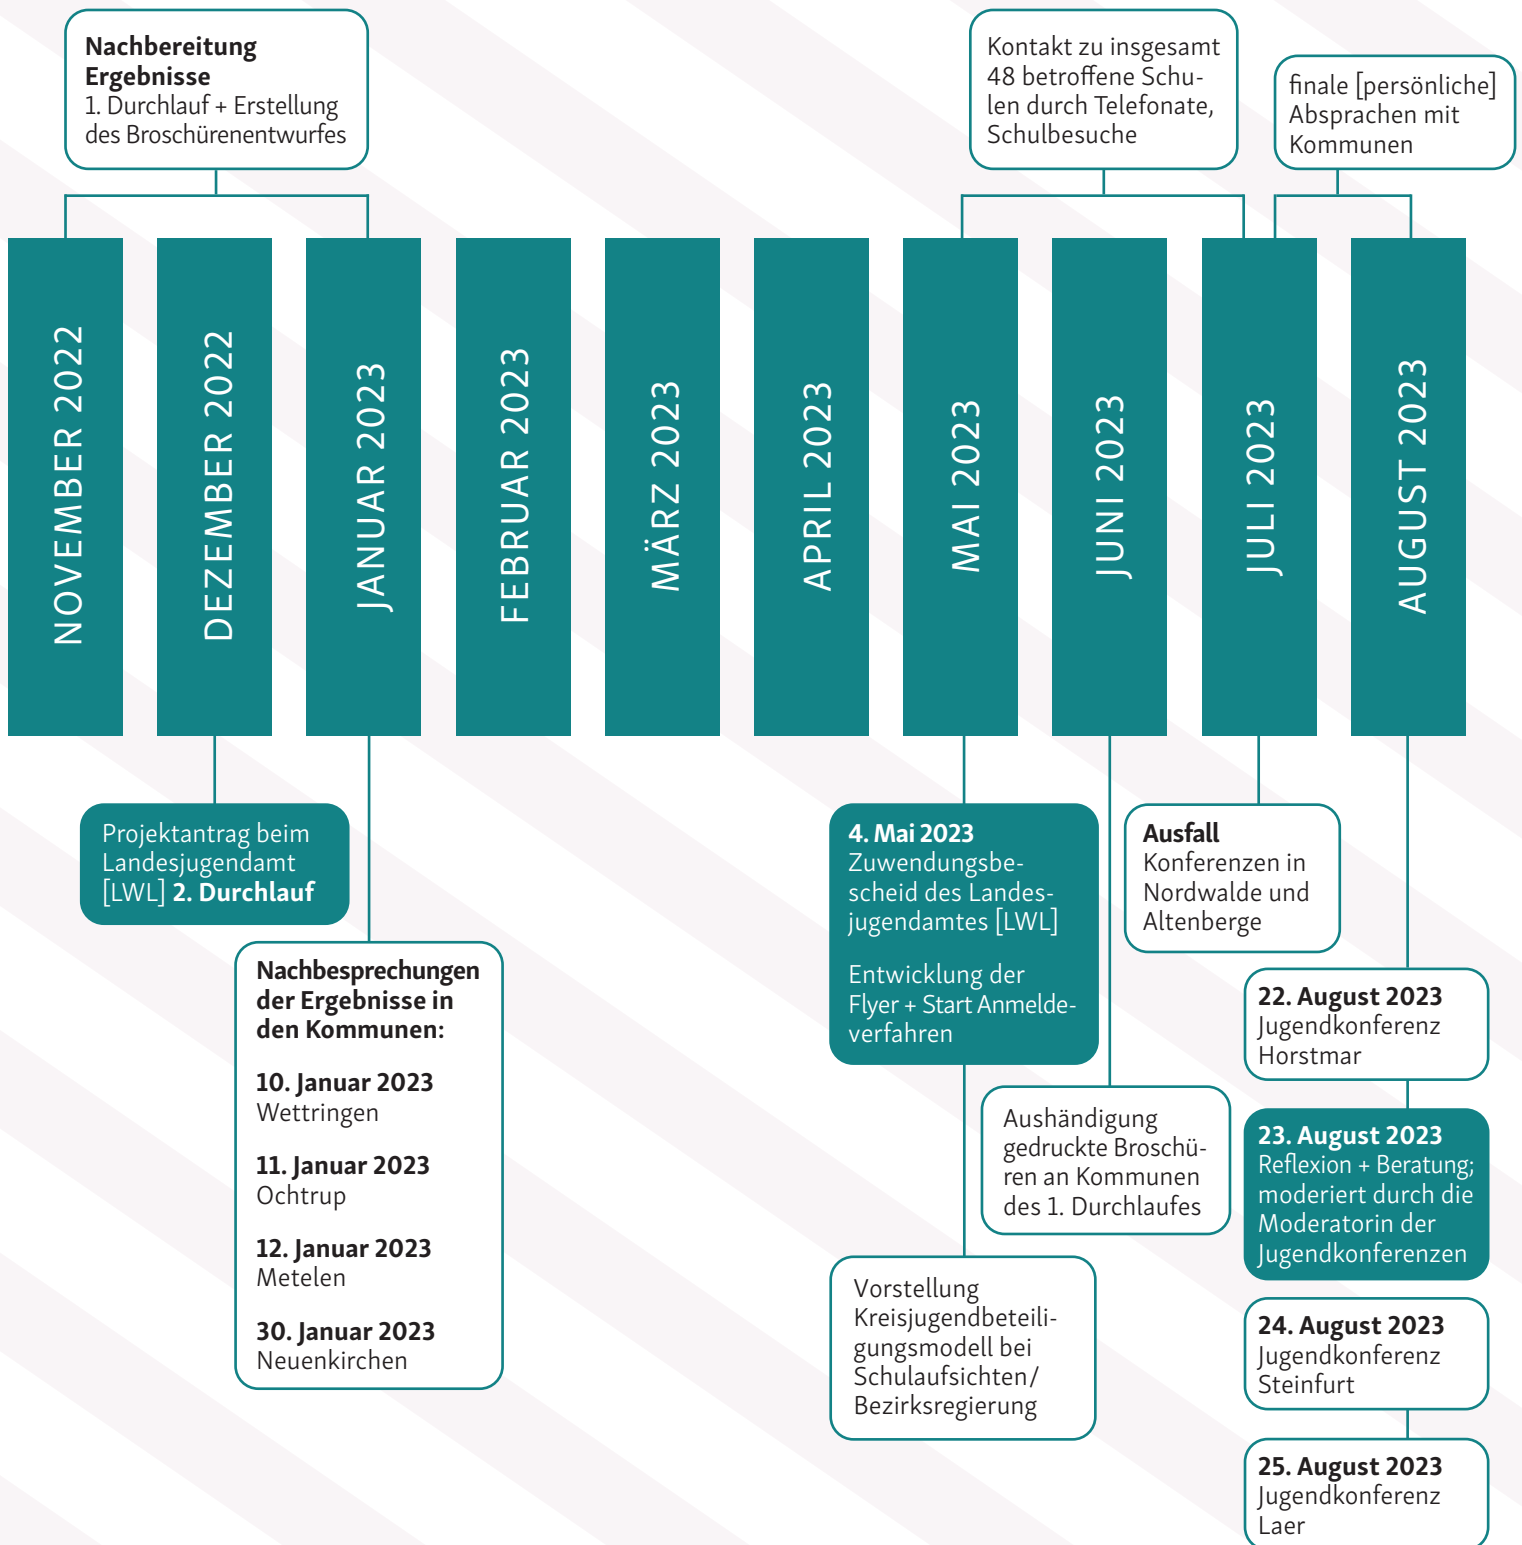 Nachbereitung
Ergebnisse
1. Durchlauf + Erstellung
des Broschürenentwurfes
Kontakt zu insgesamt
48 betroffene Schu-
len durch Telefonate,
Schulbesuche
finale [persönliche]
Absprachen mit
Kommunen
NOVEMBER 2022
DEZEMBER 2022
JANUAR 2023
FEBRUAR 2023
MÄRZ 2023
APRIL 2023
MAI 2023
JUNI 2023
JULI 2023
AUGUST 2023
Projektantrag beim
Landesjugendamt
[LWL] 2. Durchlauf
Nachbesprechungen
der Ergebnisse in
den Kommunen:
10. Januar 2023
Wettringen
11. Januar 2023
Ochtrup
12. Januar 2023
Metelen
30. Januar 2023
Neuenkirchen
4. Mai 2023
Zuwendungsbe-
scheid des Landes-
jugendamtes [LWL]
Entwicklung der
Flyer + Start Anmelde-
verfahren
Vorstellung
Kreisjugendbeteili-
gungsmodell bei
Schulaufsichten/
Bezirksregierung
Aushändigung
gedruckte Broschü-
ren an Kommunen
des 1. Durchlaufes
Ausfall
Konferenzen in
Nordwalde und
Altenberge
22. August 2023
Jugendkonferenz
Horstmar
23. August 2023
Reflexion + Beratung;
moderiert durch die
Moderatorin der
Jugendkonferenzen
24. August 2023
Jugendkonferenz
Steinfurt
25. August 2023
Jugendkonferenz
Laer